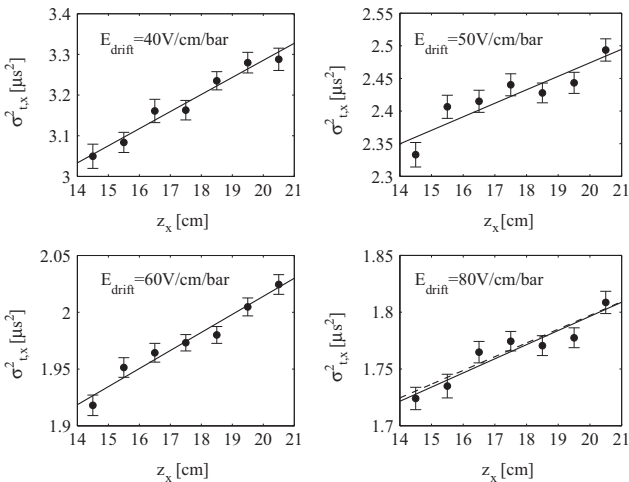 E_drift=40V/cm/bar
σ²_t,x [μs²]
3.4
3.3
3.2
3.1
3
14 15 16 17 18 19 20 21
z_x [cm]
E_drift=50V/cm/bar
σ²_t,x [μs²]
2.55
2.5
2.45
2.4
2.35
2.3
14 15 16 17 18 19 20 21
z_x [cm]
E_drift=60V/cm/bar
σ²_t,x [μs²]
2.05
2
1.95
1.9
14 15 16 17 18 19 20 21
z_x [cm]
E_drift=80V/cm/bar
σ²_t,x [μs²]
1.85
1.8
1.75
1.7
14 15 16 17 18 19 20 21
z_x [cm]